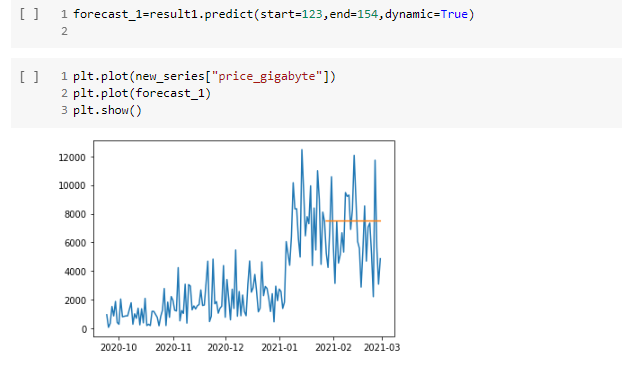 [ ] 1 forecast_1=result1.predict(start=123,end=154,dynamic=True)
2
[ ] 1 plt.plot(new_series["price_gigabyte"])
2 plt.plot(forecast_1)
3 plt.show()
12000
10000
8000
6000
4000
2000
0
2020-10 2020-11 2020-12 2021-01 2021-02 2021-03